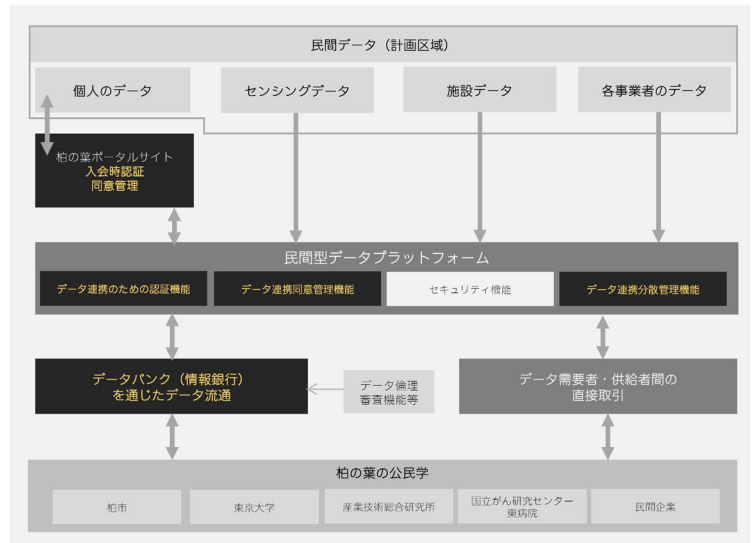 民間データ（計画区域）
個人のデータ
センシングデータ
施設データ
各事業者のデータ
柏の葉ポータルサイト
入会時認証
同意管理
民間型データプラットフォーム
データ連携のための認証機能
データ連携同意管理機能
セキュリティ機能
データ連携分散管理機能
データバンク（情報銀行）
を通じたデータ流通
データ倫理
審査機能等
データ需要者・供給者間の
直接取引
柏の葉の公民学
柏市
東京大学
産業技術総合研究所
国立がん研究センター
東病院
民間企業